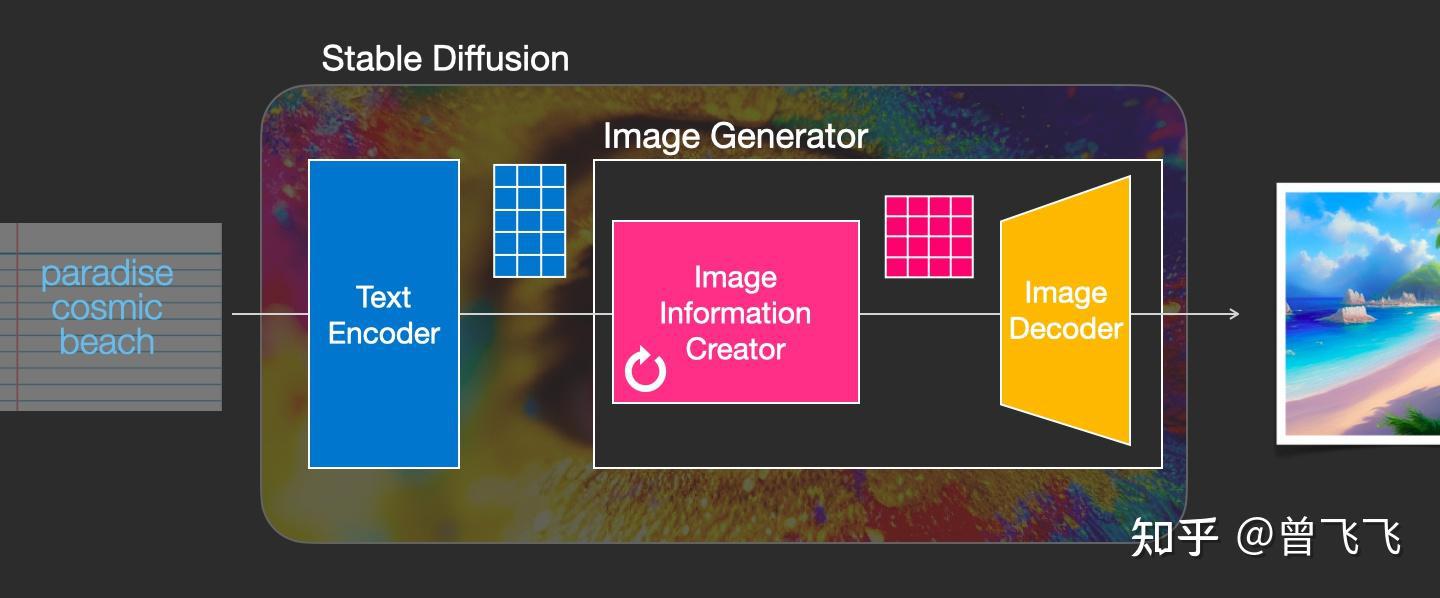 Stable Diffusion
Image Generator
paradise
cosmic
beach
Text
Encoder
Image
Information
Creator
Image
Decoder
知乎 @曾飞飞